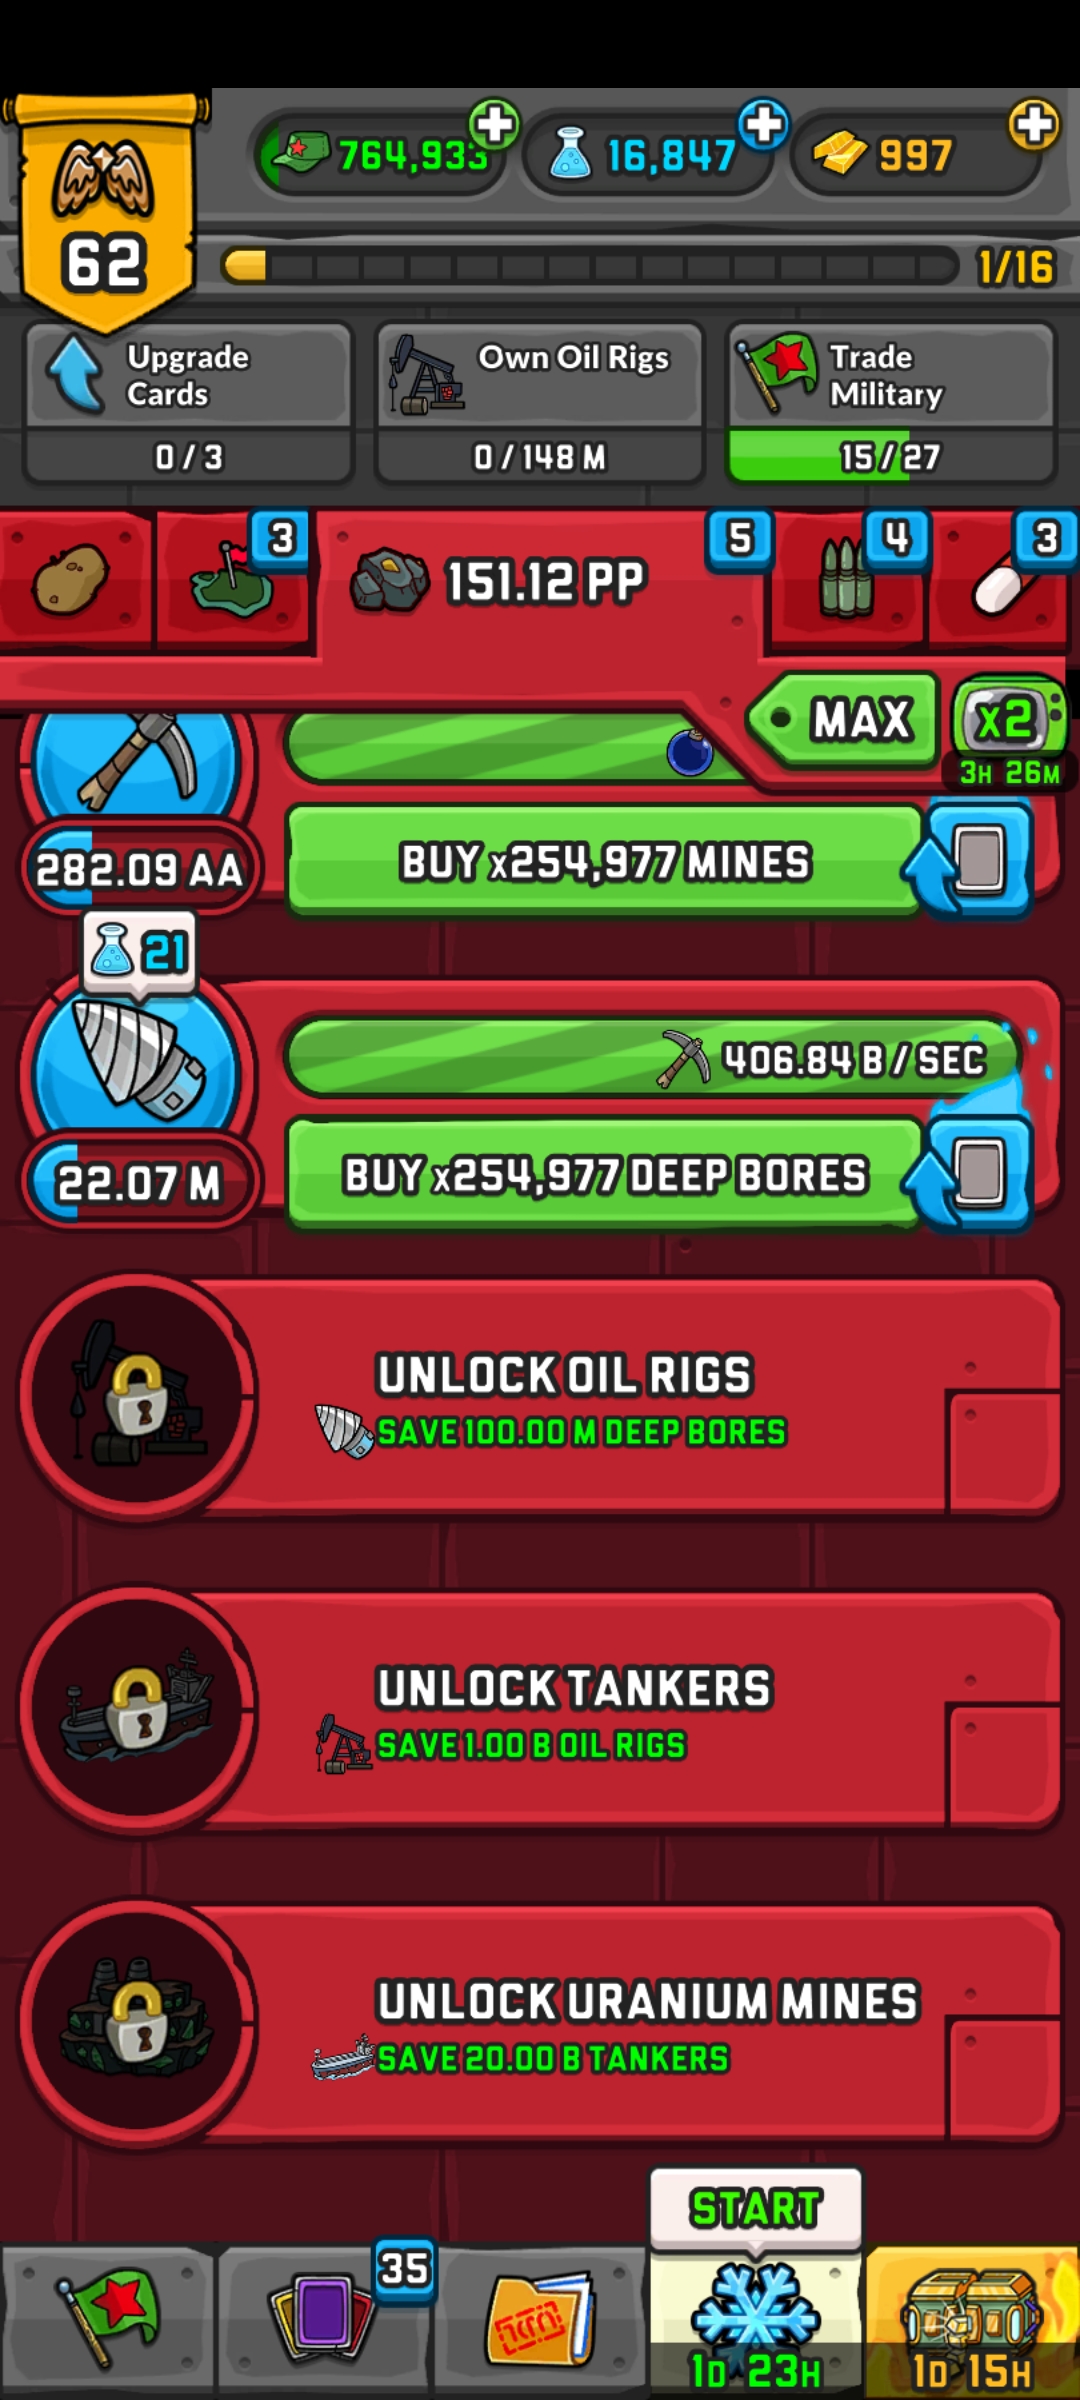 764,933
16,847
997
62
1/16
Upgrade
Cards
0 / 3
Own Oil Rigs
0 / 148 M
Trade
Military
15 / 27
3
151.12 PP
5
4
3
MAX
x2
3H 26M
282.09 AA
BUY x254,977 MINES
21
406.84 B / SEC
22.07 M
BUY x254,977 DEEP BORES
UNLOCK OIL RIGS
SAVE 100.00 M DEEP BORES
UNLOCK TANKERS
SAVE 1.00 B OIL RIGS
UNLOCK URANIUM MINES
SAVE 20.00 B TANKERS
START
35
1D 23H
1D 15H